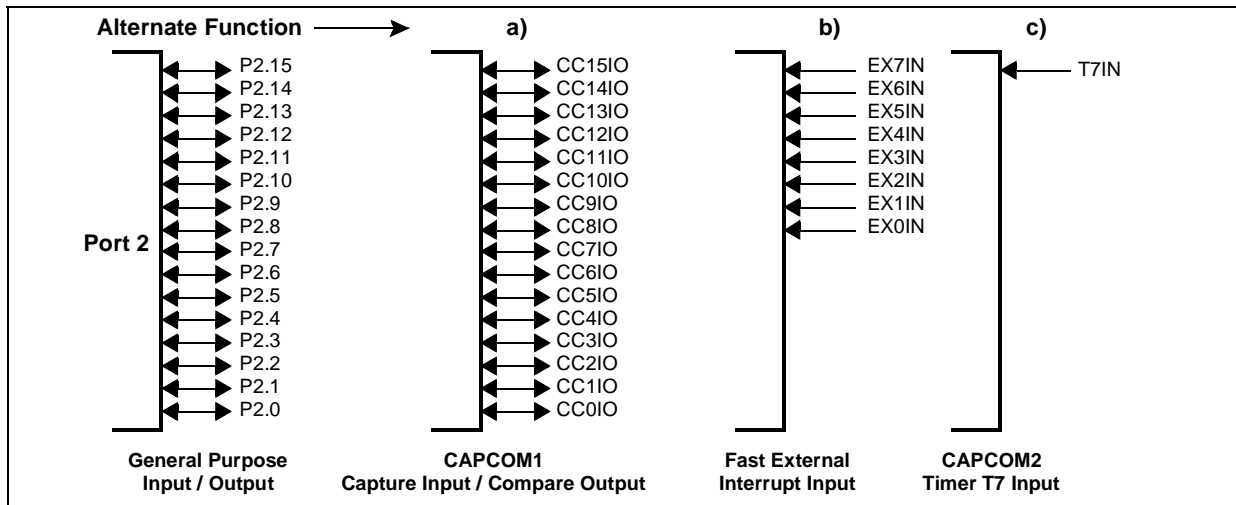 Alternate Function a) b) c)
P2.15 CC15IO EX7IN T7IN
P2.14 CC14IO EX6IN
P2.13 CC13IO EX5IN
P2.12 CC12IO EX4IN
P2.11 CC11IO EX3IN
P2.10 CC10IO EX2IN
P2.9 CC9IO EX1IN
P2.8 CC8IO EX0IN
Port 2
P2.7 CC7IO
P2.6 CC6IO
P2.5 CC5IO
P2.4 CC4IO
P2.3 CC3IO
P2.2 CC2IO
P2.1 CC1IO
P2.0 CC0IO
General Purpose CAPCOM1 Fast External CAPCOM2
Input / Output Capture Input / Compare Output Interrupt Input Timer T7 Input